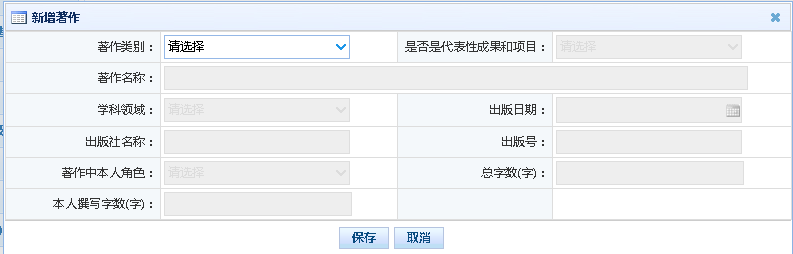 新增著作
著作类别： 请选择 是否是代表性成果和项目： 请选择
著作名称：
学科领域： 请选择 出版日期：
出版社名称： 出版号：
著作中本人角色： 请选择 总字数(字)：
本人撰写字数(字)：
保存 取消